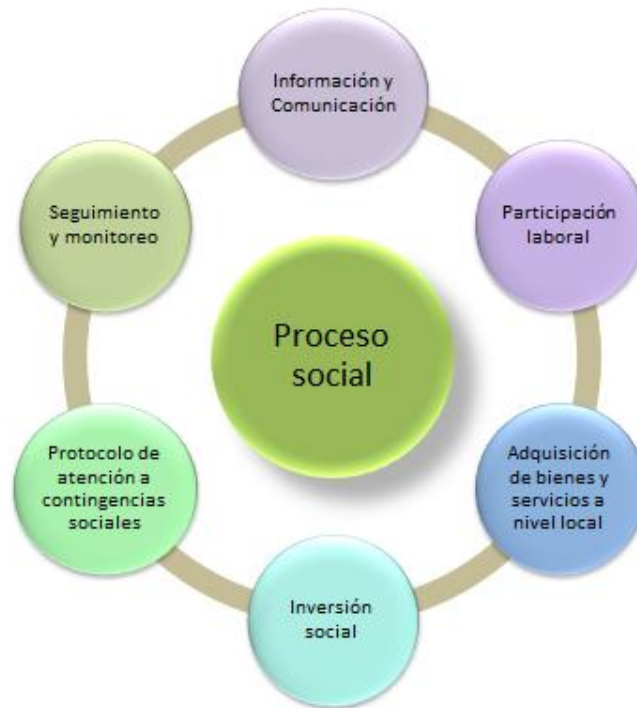 Información y
Comunicación
Participación
laboral
Adquisición
de bienes y
servicios a
nivel local
Inversión
social
Protocolo de
atención a
contingencias
sociales
Seguimiento
y monitoreo
Proceso
social